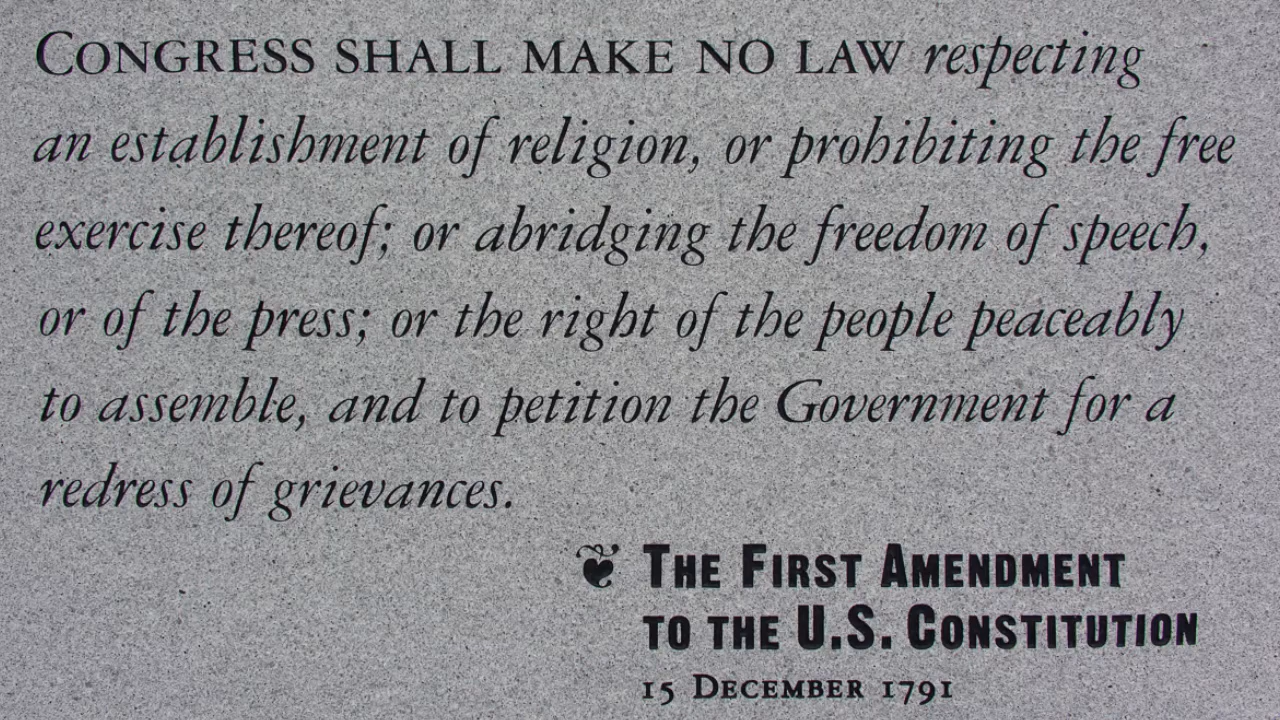 CONGRESS SHALL MAKE NO LAW respecting
an establishment of religion, or prohibiting the free
exercise thereof; or abridging the freedom of speech,
or of the press; or the right of the people peaceably
to assemble, and to petition the Government for a
redress of grievances.
❦ THE FIRST AMENDMENT
TO THE U.S. CONSTITUTION
15 DECEMBER 1791